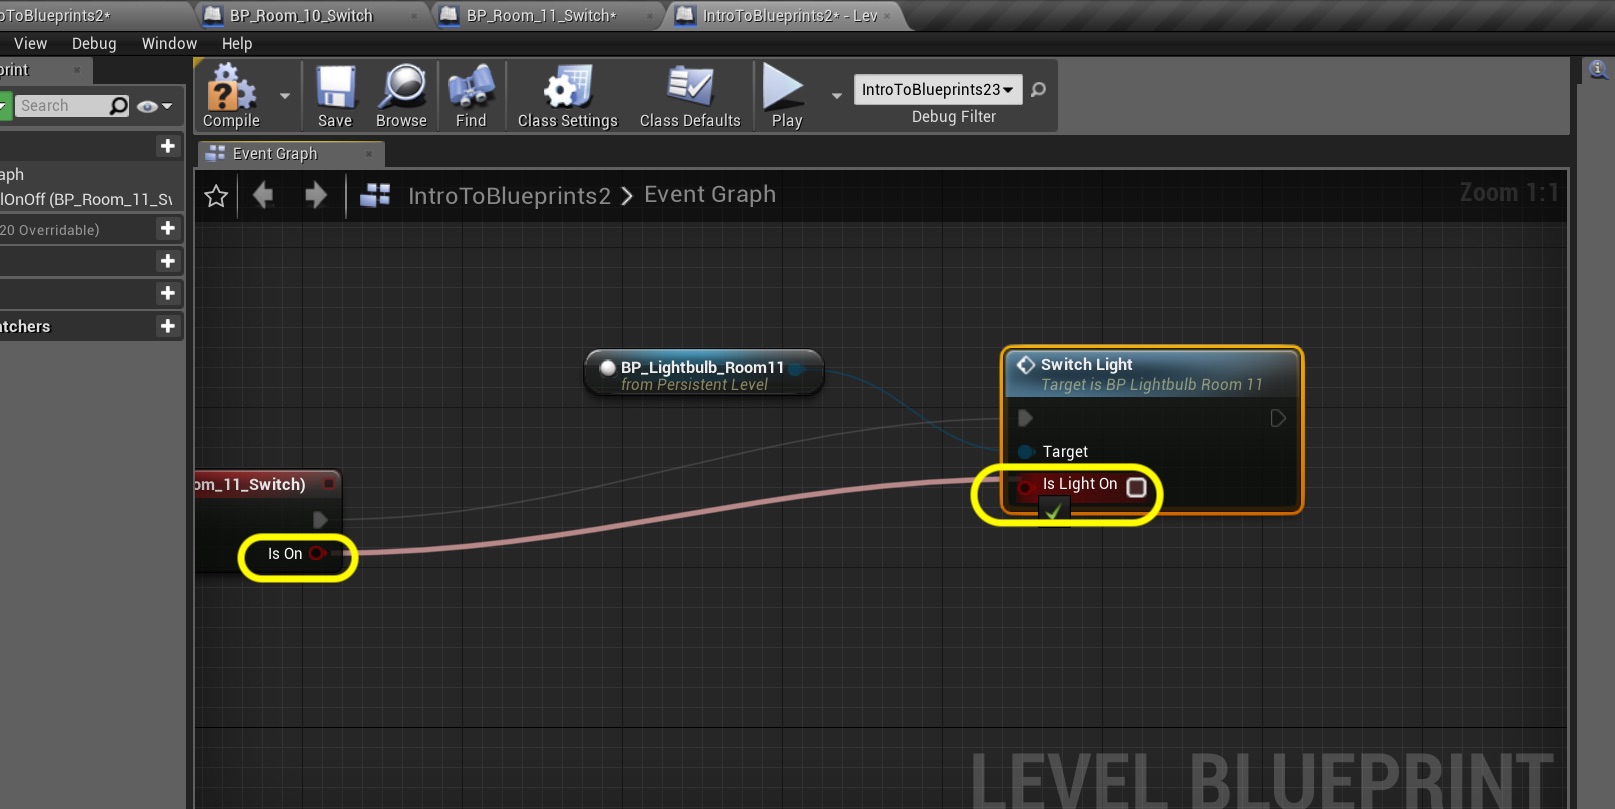 oToBlueprints2* BP_Room_10_Switch BP_Room_11_Switch* IntroToBlueprints2* - Lev
View Debug Window Help
rint
Search
Compile Save Browse Find Class Settings Class Defaults Play
IntroToBlueprints23
Debug Filter
Event Graph
aph
lOnOff (BP_Room_11_Sw
20 Overridable)
atchers
IntroToBlueprints2 > Event Graph
Zoom 1:1
BP_Lightbulb_Room11
from Persistent Level
Switch Light
Target is BP Lightbulb Room 11
Target
Is Light On
om_11_Switch)
Is On
LEVEL BLUEPRINT